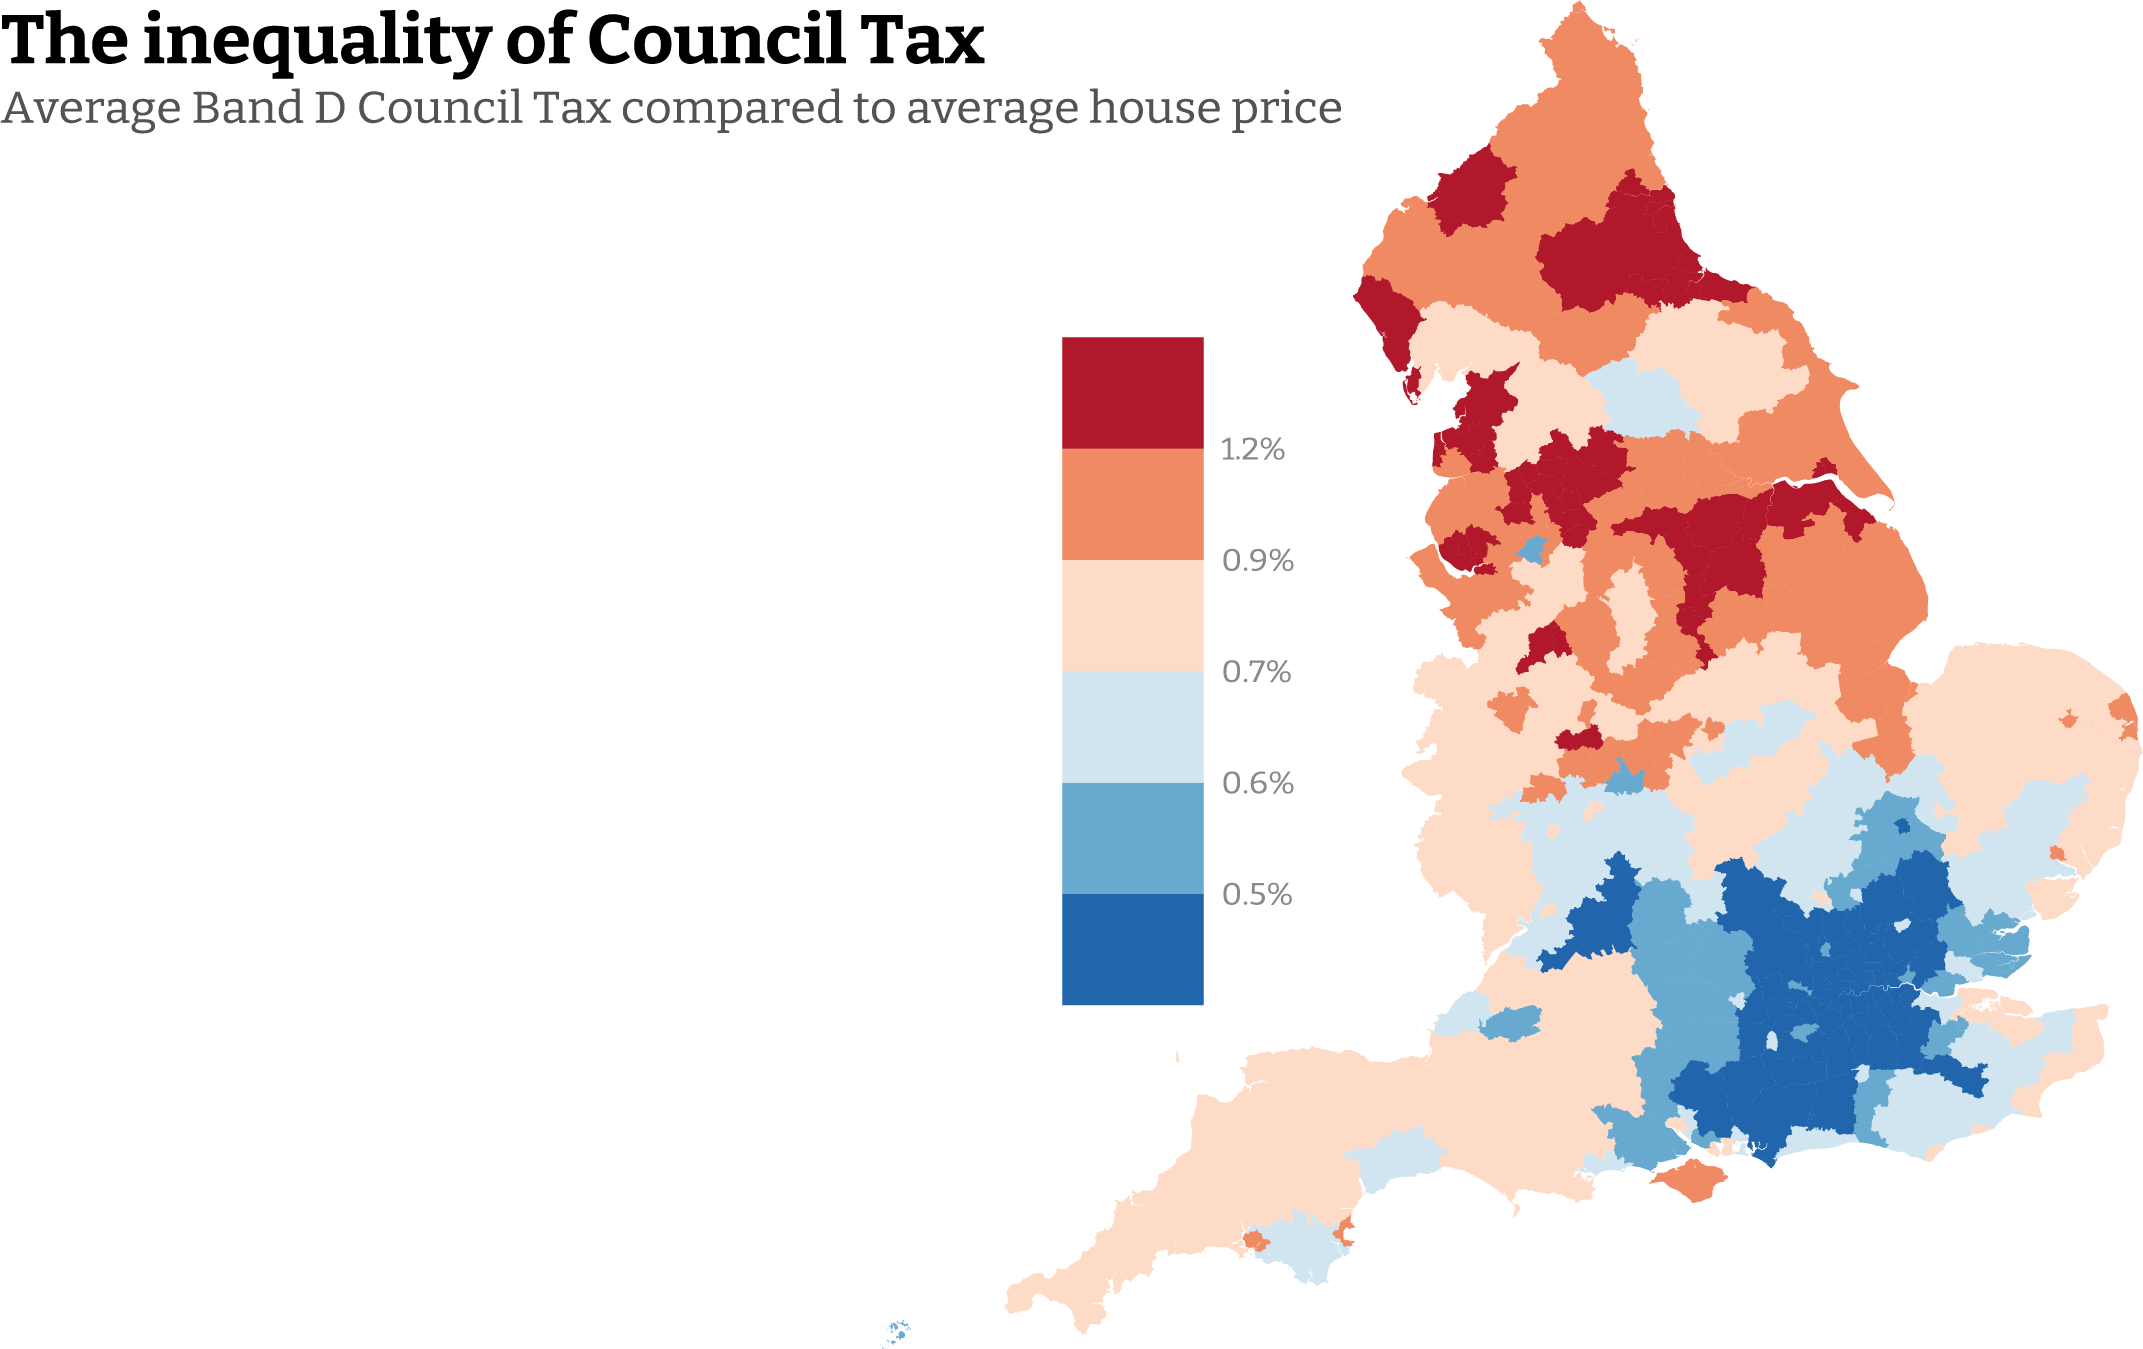 The inequality of Council Tax
Average Band D Council Tax compared to average house price
1.2%
0.9%
0.7%
0.6%
0.5%